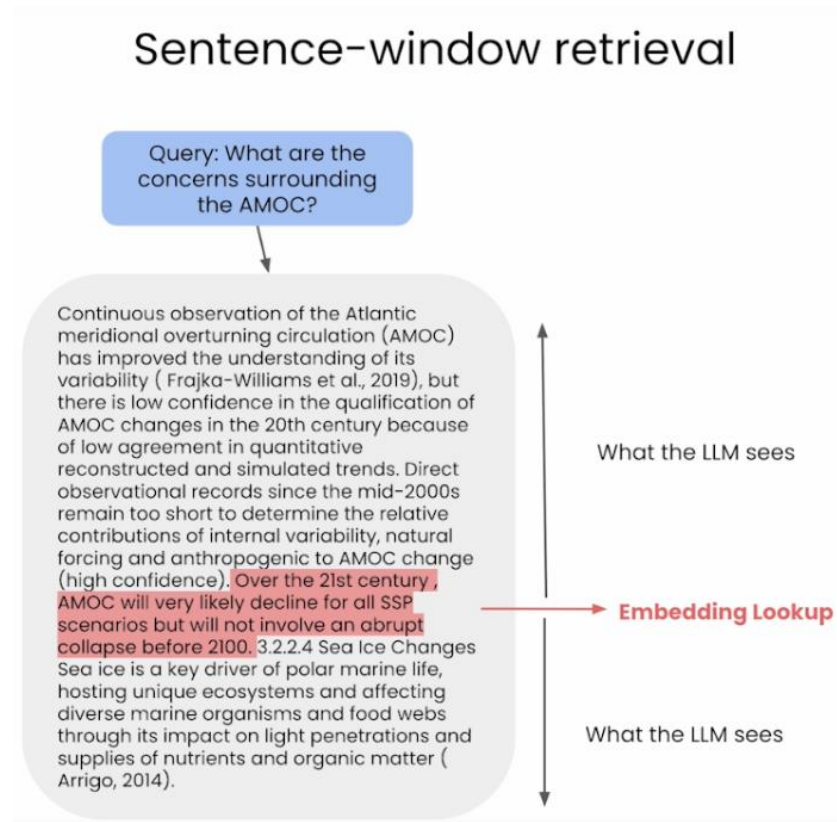 Sentence-window retrieval
Query: What are the
concerns surrounding
the AMOC?
Continuous observation of the Atlantic
meridional overturning circulation (AMOC)
has improved the understanding of its
variability ( Frajka-Williams et al., 2019), but
there is low confidence in the qualification of
AMOC changes in the 20th century because
of low agreement in quantitative
reconstructed and simulated trends. Direct
observational records since the mid-2000s
remain too short to determine the relative
contributions of internal variability, natural
forcing and anthropogenic to AMOC change
(high confidence). Over the 21st century ,
AMOC will very likely decline for all SSP
scenarios but will not involve an abrupt
collapse before 2100. 3.2.2.4 Sea Ice Changes
Sea ice is a key driver of polar marine life,
hosting unique ecosystems and affecting
diverse marine organisms and food webs
through its impact on light penetrations and
supplies of nutrients and organic matter (
Arrigo, 2014).
What the LLM sees
Embedding Lookup
What the LLM sees